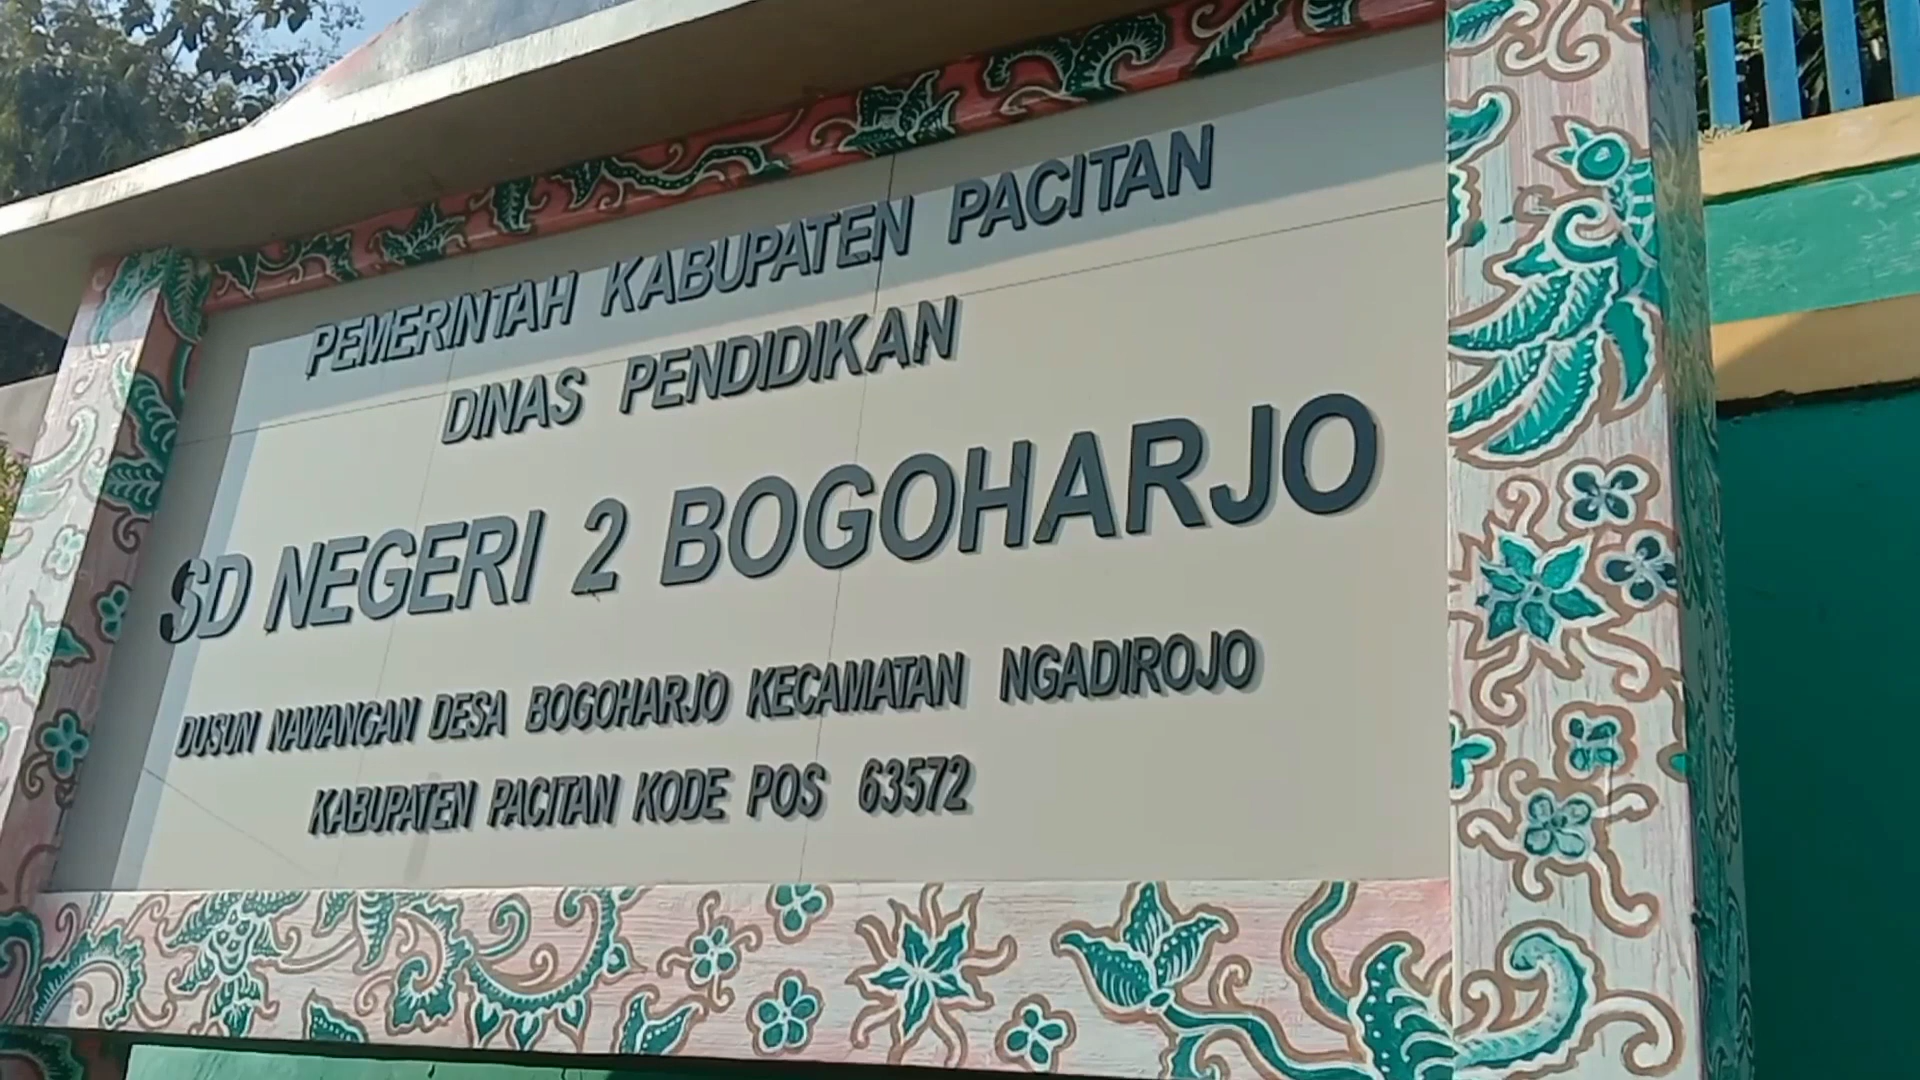 PEMERINTAH KABUPATEN PACITAN
DINAS PENDIDIKAN
SD NEGERI 2 BOGOHARJO
DUSUN NAWANGAN DESA BOGOHARJO KECAMATAN NGADIROJO
KABUPATEN PACITAN KODE POS 63572